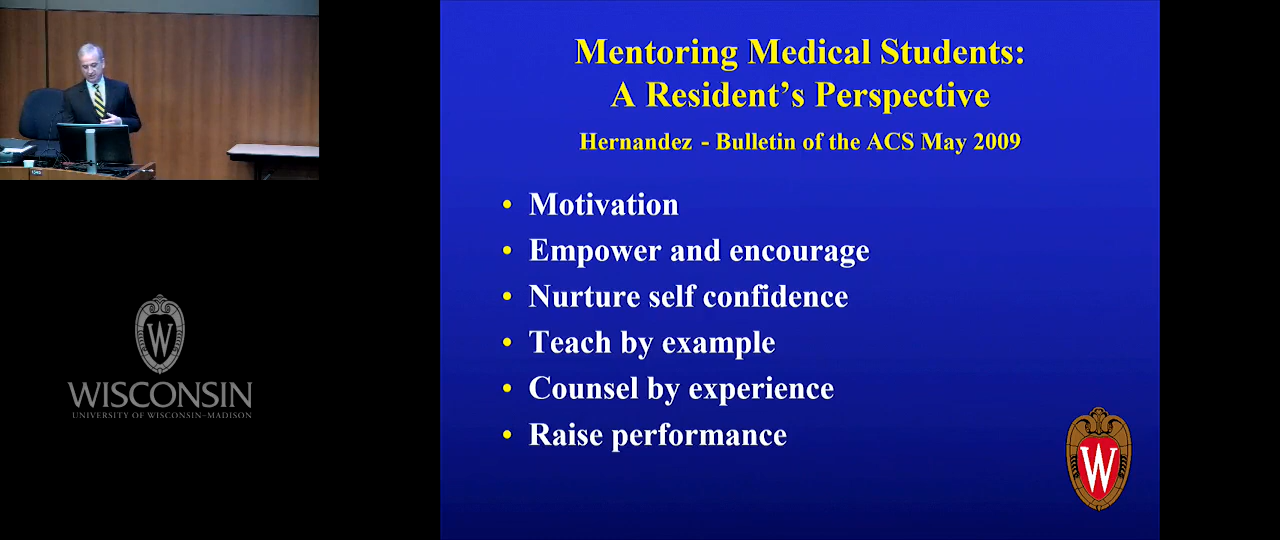 Mentoring Medical Students:
A Resident's Perspective
Hernandez - Bulletin of the ACS May 2009
• Motivation
• Empower and encourage
• Nurture self confidence
• Teach by example
• Counsel by experience
• Raise performance
W
W
WISCONSIN
UNIVERSITY OF WISCONSIN–MADISON